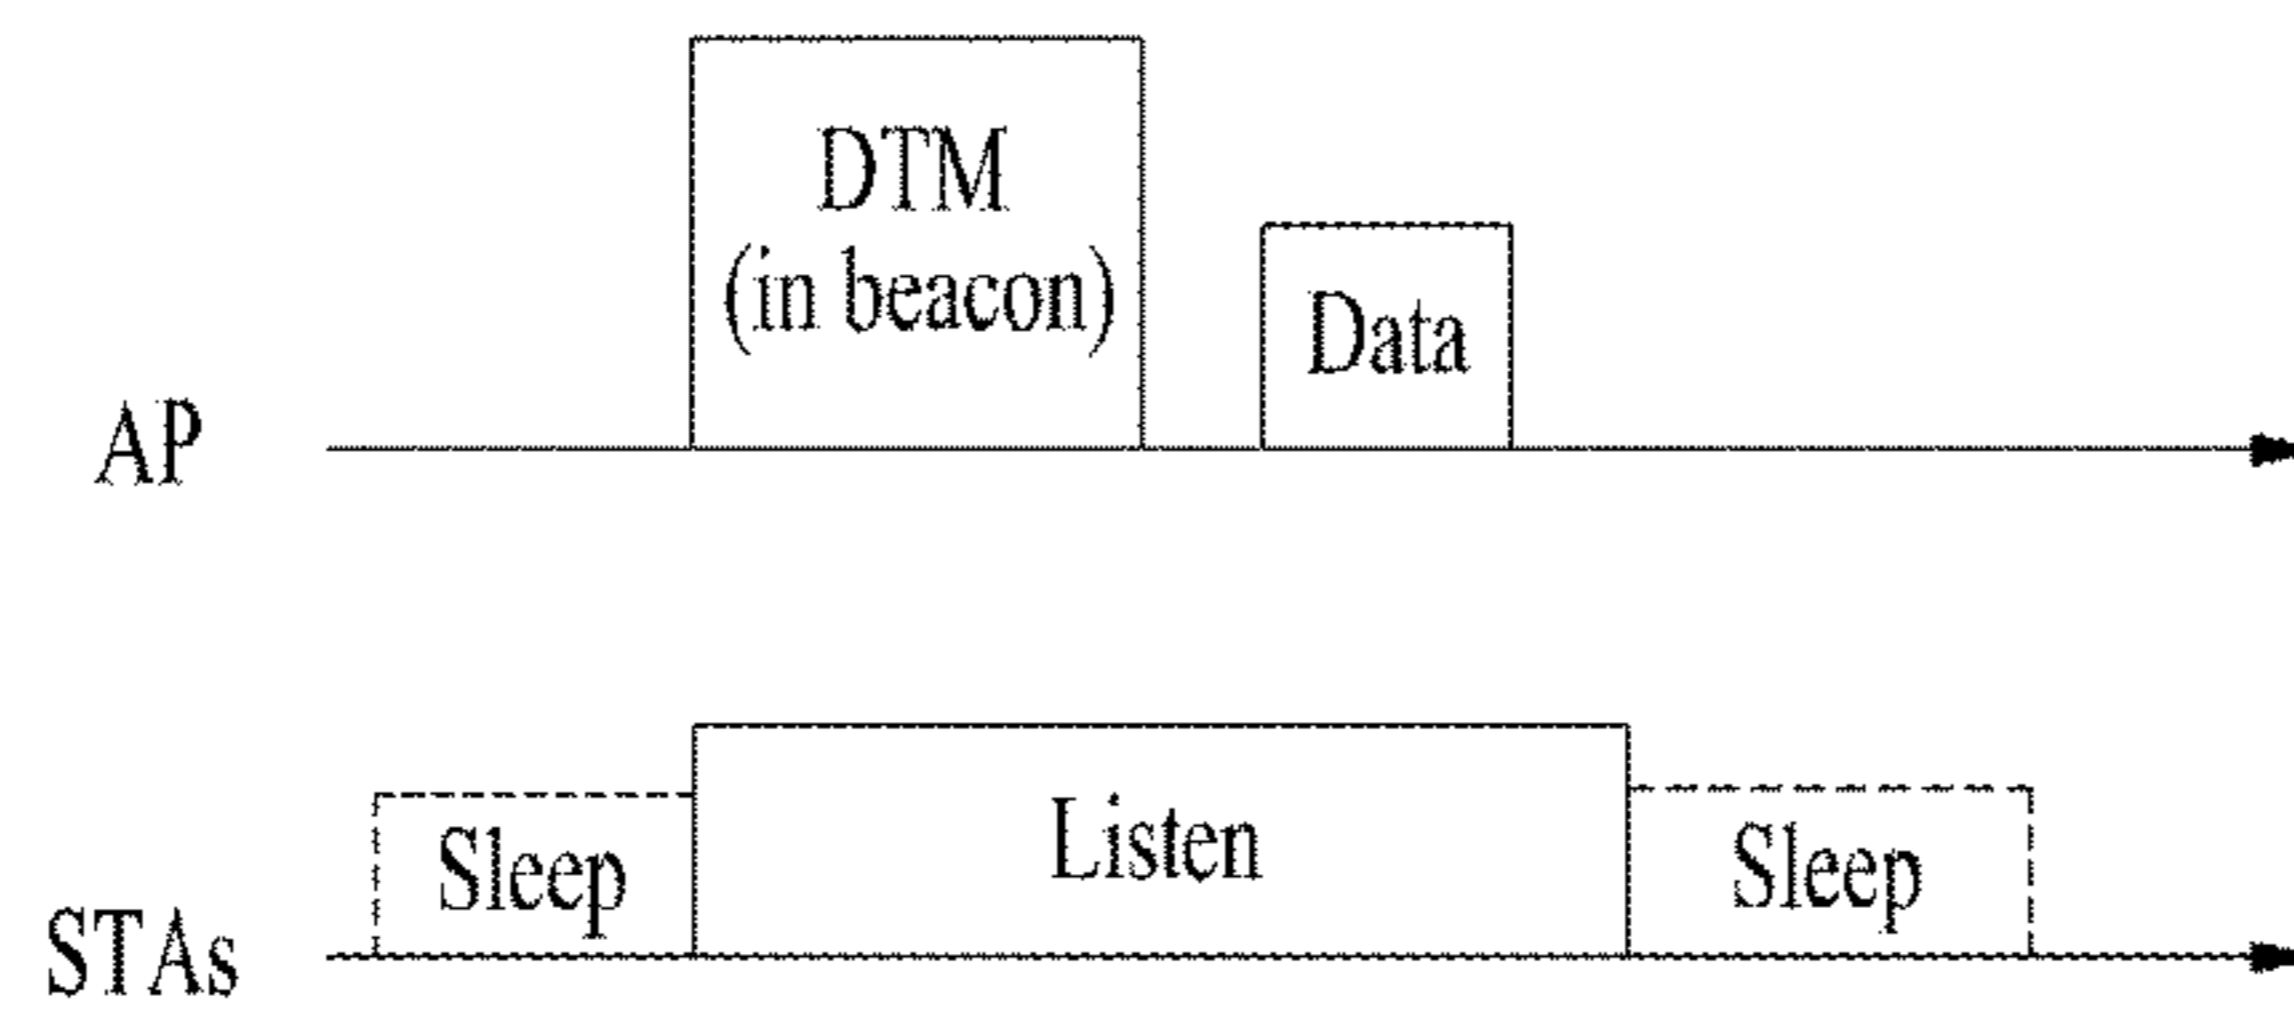 DTM
(in beacon)
Data
AP
Sleep
Listen
Sleep
STAs